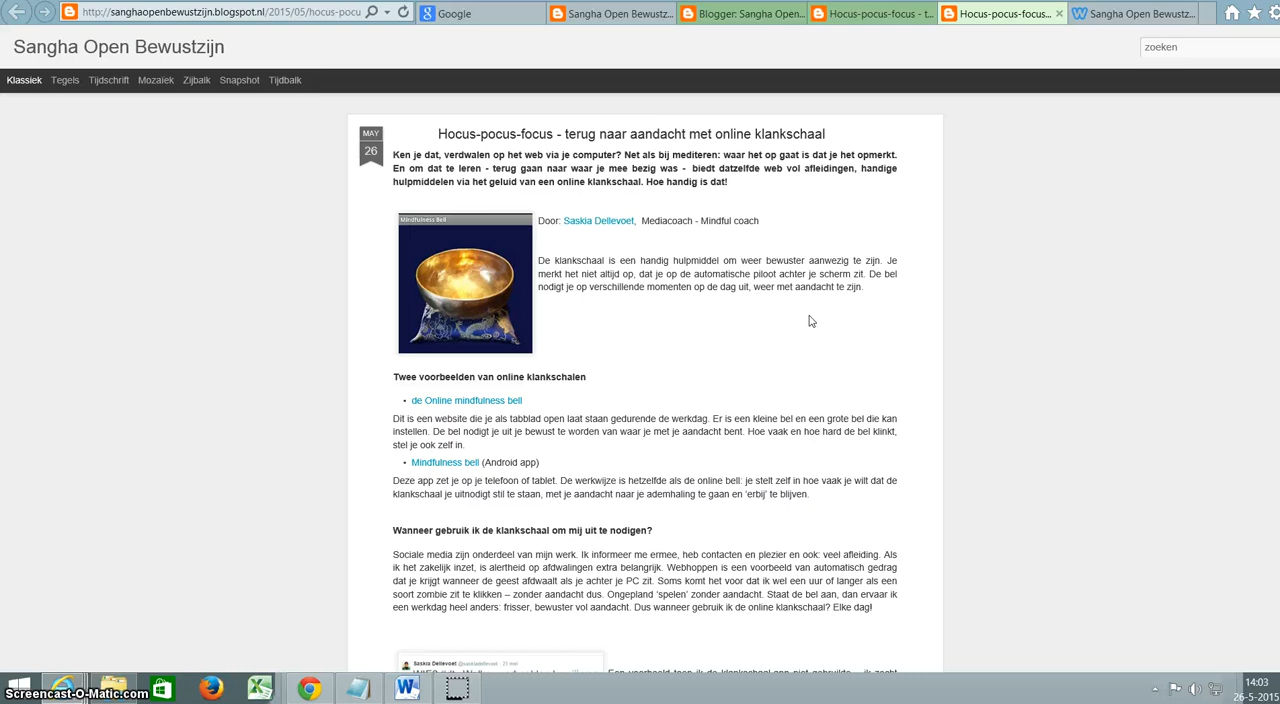 http://sanghaopenbewustzijn.blogspot.nl/2015/05/hocus-pocu
Google
Sangha Open Bewustz...
Blogger: Sangha Open...
Hocus-pocus-focus - t...
Hocus-pocus-focus...
Sangha Open Bewustz...
Sangha Open Bewustzijn
zoeken
Klassiek Tegels Tijdschrift Mozaïek Zijbalk Snapshot Tijdbalk
MAY
26
Hocus-pocus-focus - terug naar aandacht met online klankschaal
Ken je dat, verdwalen op het web via je computer? Net als bij mediteren: waar het op gaat is dat je het opmerkt.
En om dat te leren - terug gaan naar waar je mee bezig was - biedt datzelfde web vol afleidingen, handige
hulpmiddelen via het geluid van een online klankschaal. Hoe handig is dat!
Mindfulness Bell
Door: Saskia Dellevoet, Mediacoach - Mindful coach
De klankschaal is een handig hulpmiddel om weer bewuster aanwezig te zijn. Je
merkt het niet altijd op, dat je op de automatische piloot achter je scherm zit. De bel
nodigt je op verschillende momenten op de dag uit, weer met aandacht te zijn.
Twee voorbeelden van online klankschalen
• de Online mindfulness bell
Dit is een website die je als tabblad open laat staan gedurende de werkdag. Er is een kleine bel en een grote bel die kan
instellen. De bel nodigt je uit je bewust te worden van waar je met je aandacht bent. Hoe vaak en hoe hard de bel klinkt,
stel je ook zelf in.
• Mindfulness bell (Android app)
Deze app zet je op je telefoon of tablet. De werkwijze is hetzelfde als de online bell: je stelt zelf in hoe vaak je wilt dat de
klankschaal je uitnodigt stil te staan, met je aandacht naar je ademhaling te gaan en 'erbij' te blijven.
Wanneer gebruik ik de klankschaal om mij uit te nodigen?
Sociale media zijn onderdeel van mijn werk. Ik informeer me ermee, heb contacten en plezier en ook: veel afleiding. Als
ik het zakelijk inzet, is alertheid op afdwalingen extra belangrijk. Webhoppen is een voorbeeld van automatisch gedrag
dat je krijgt wanneer de geest afdwaalt als je achter je PC zit. Soms komt het voor dat ik wel een uur of langer als een
soort zombie zit te klikken – zonder aandacht dus. Ongepland 'spelen' zonder aandacht. Staat de bel aan, dan ervaar ik
een werkdag heel anders: frisser, bewuster vol aandacht. Dus wanneer gebruik ik de online klankschaal? Elke dag!
Saskia Dellevoet @saskiadellevoet · 21 mei
Screencast-O-Matic.com
14:03
26-5-2015